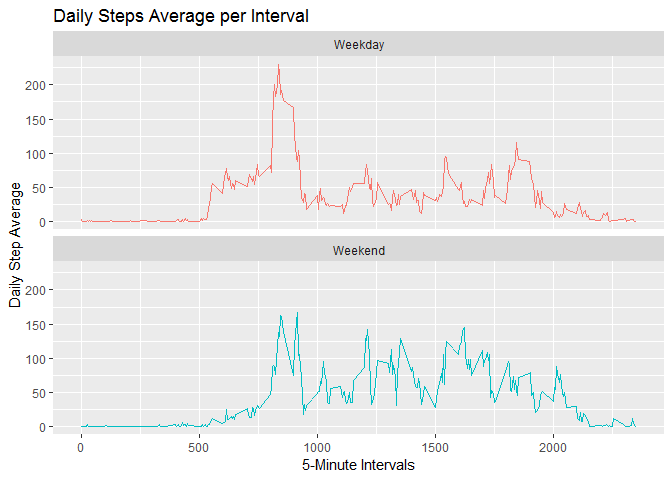 Daily Steps Average per Interval
Weekday
200
150
100
50
0
Daily Step Average
Weekend
200
150
100
50
0
0 500 1000 1500 2000
5-Minute Intervals